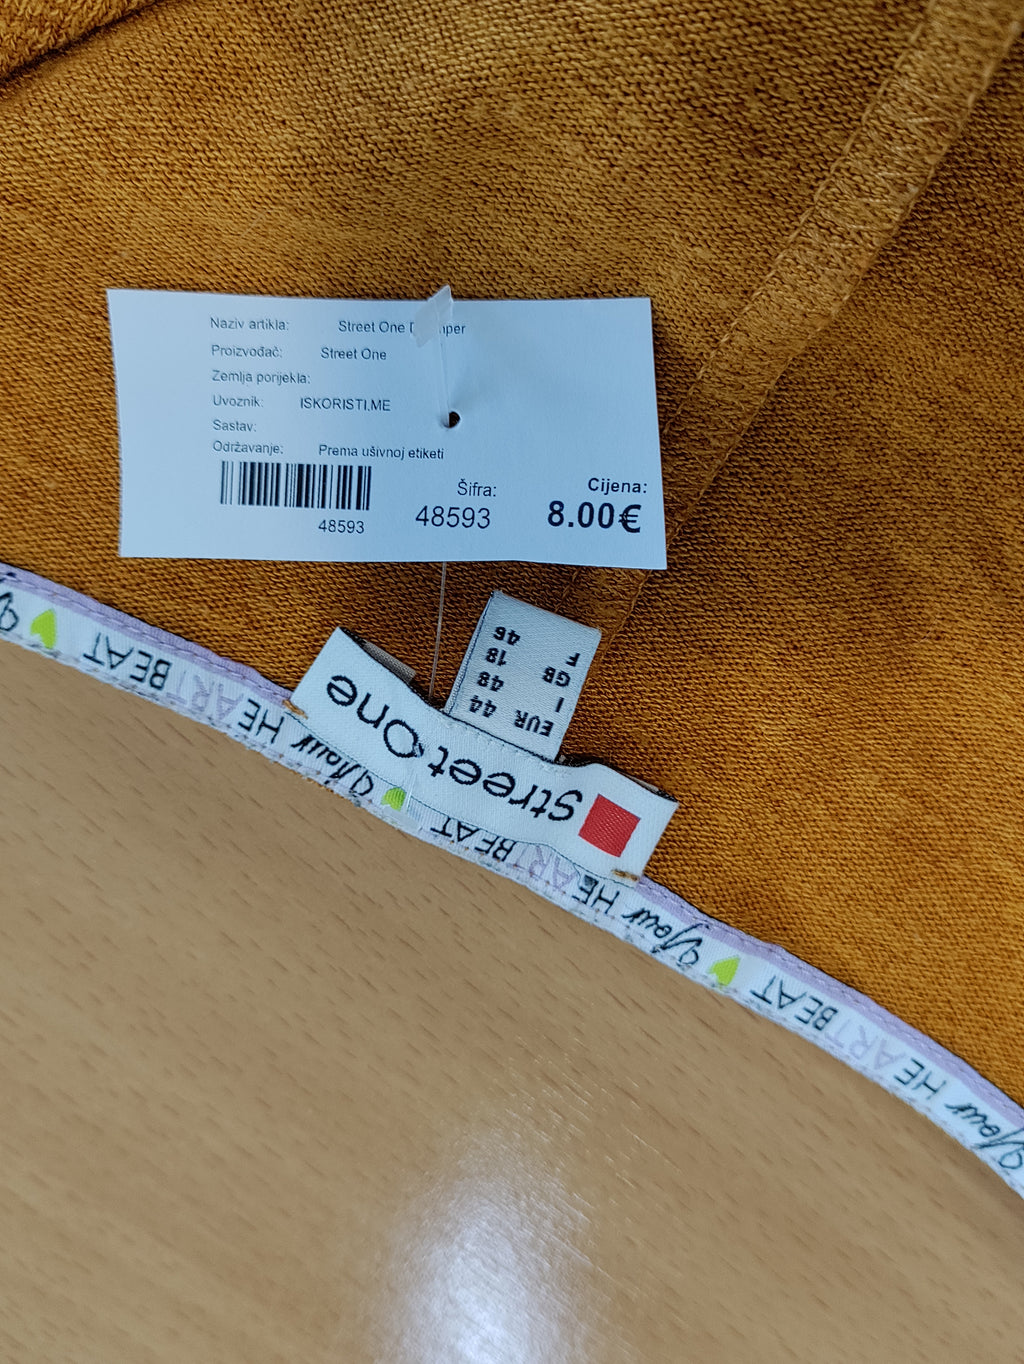 Naziv artikla: Street One
Proizvođač: Street One
Zemlja porijekla:
Uvoznik: ISKORISTI.ME
Sastav:
Održavanje: Prema ušivnoj etiketi
48593
Šifra:
48593
Cijena:
8.00€
EUR 44
I 48
GB 18
F 46
Street One
Your HEARTBEAT
Your HEARTBEAT
Your HEARTBEAT